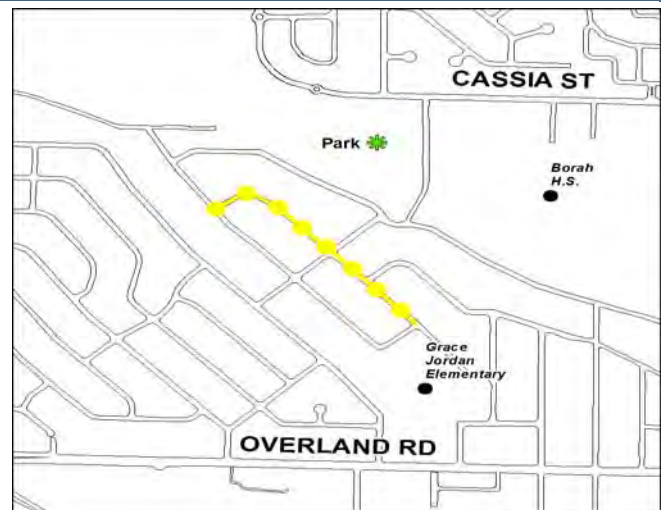 CASSIA ST
Park
Borah
H.S.
Grace
Jordan
Elementary
OVERLAND RD